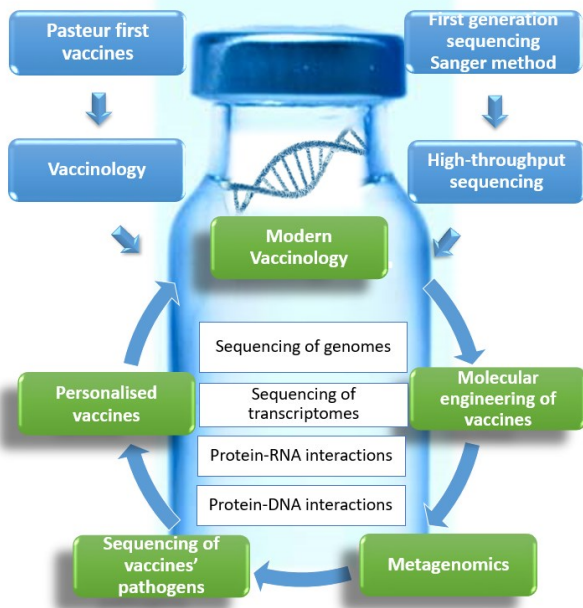 Pasteur first
vaccines
First generation
sequencing
Sanger method
Vaccinology
High-throughput
sequencing
Modern
Vaccinology
Sequencing of genomes
Personalised
vaccines
Sequencing of
transcriptomes
Molecular
engineering of
vaccines
Protein-RNA interactions
Protein-DNA interactions
Sequencing of
vaccines’
pathogens
Metagenomics